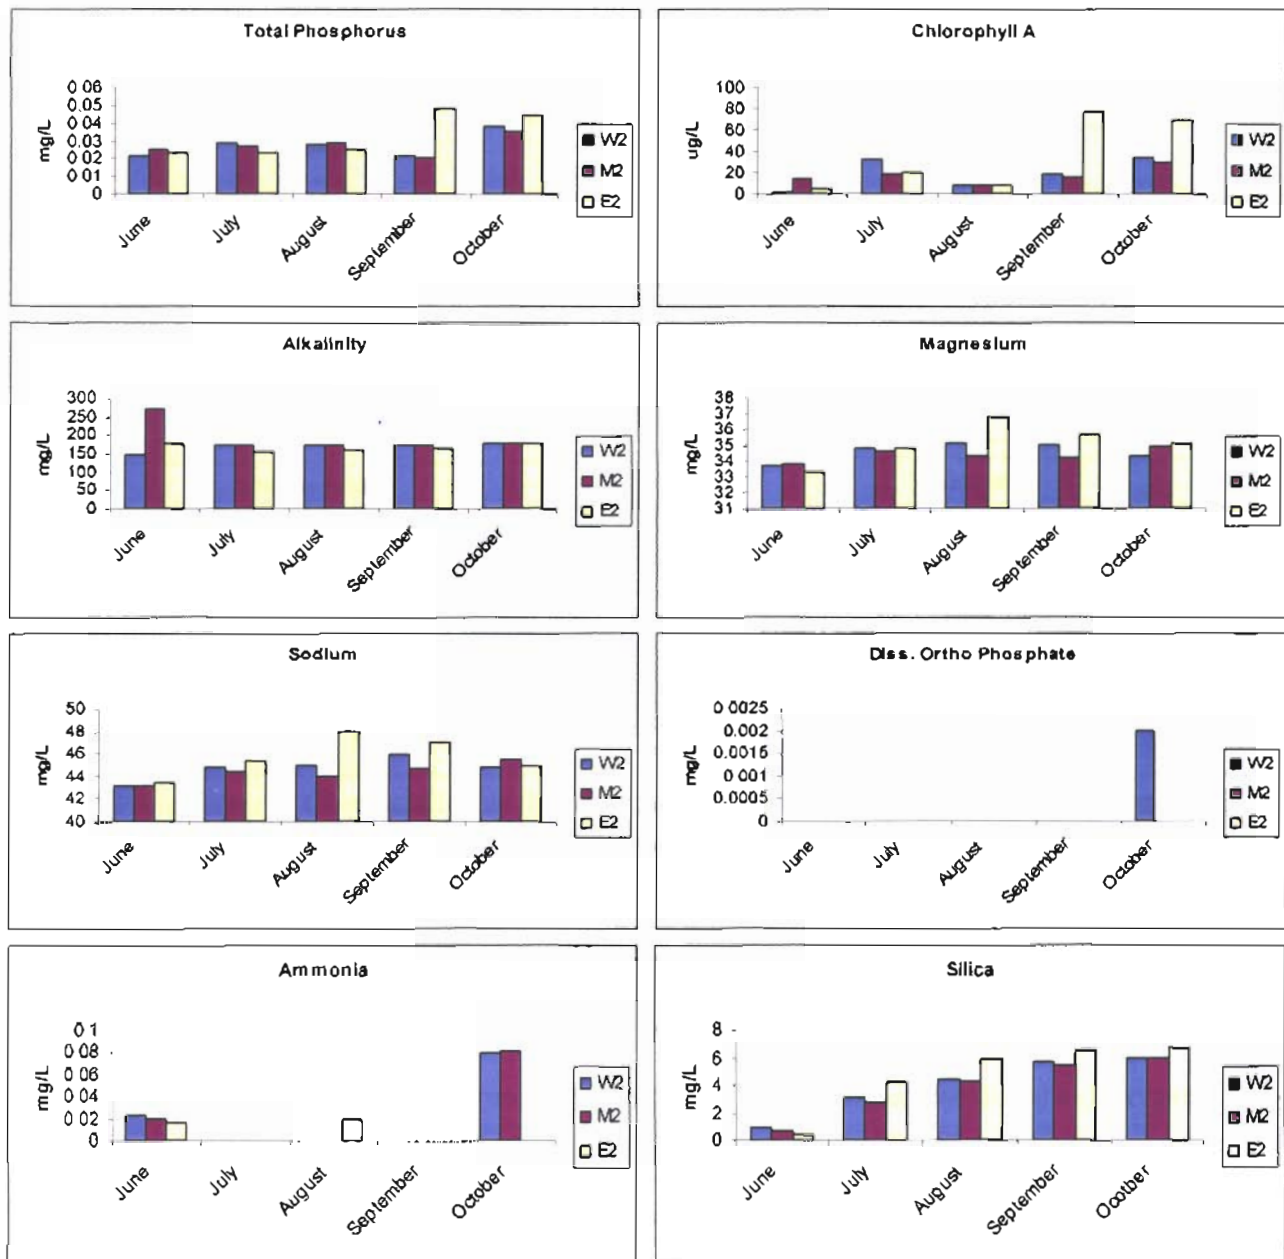 Total Phosphorus
0 06
0 05
0 04
0 03
0 02
0 01
0
mg/L
June
July
August
September
October
W2
M2
E2
Chlorophyll A
100
80
60
40
20
0
ug/L
June
July
August
September
October
W2
M2
E2
Alkalinity
300
250
200
150
100
50
0
mg/L
June
July
August
September
October
W2
M2
E2
Magnesium
38
37
36
35
34
33
32
31
mg/L
June
July
August
September
October
W2
M2
E2
Sodium
50
48
46
44
42
40
mg/L
June
July
August
September
October
W2
M2
E2
Diss. Ortho Phosphate
0 0025
0 002
0.0015
0.001
0.0005
0
mg/L
June
July
August
September
October
W2
M2
E2
Ammonia
0 1
0 08
0 06
0 04
0 02
0
mg/L
June
July
August
September
October
W2
M2
E2
Silica
8
6
4
2
0
mg/L
June
July
August
September
Ocotber
W2
M2
E2